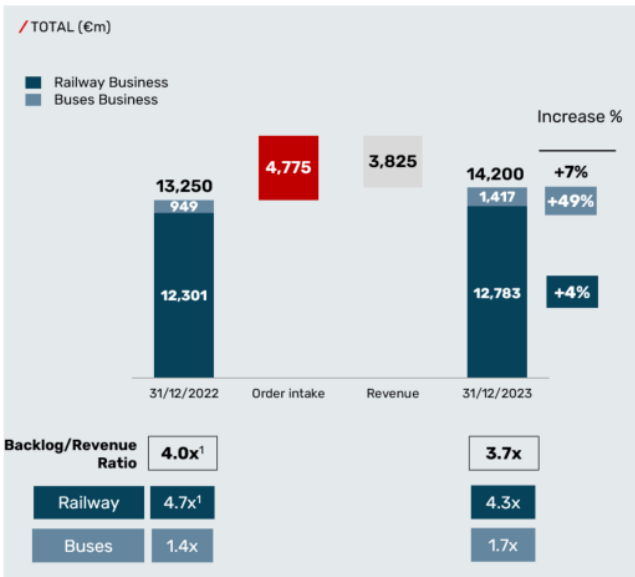 / TOTAL (€m)
Railway Business
Buses Business
Increase %
13,250
949
12,301
4,775
3,825
14,200
1,417
12,783
+7%
+49%
+4%
31/12/2022 Order intake Revenue 31/12/2023
Backlog/Revenue
Ratio
4.0x¹ 3.7x
Railway 4.7x¹ 4.3x
Buses 1.4x 1.7x